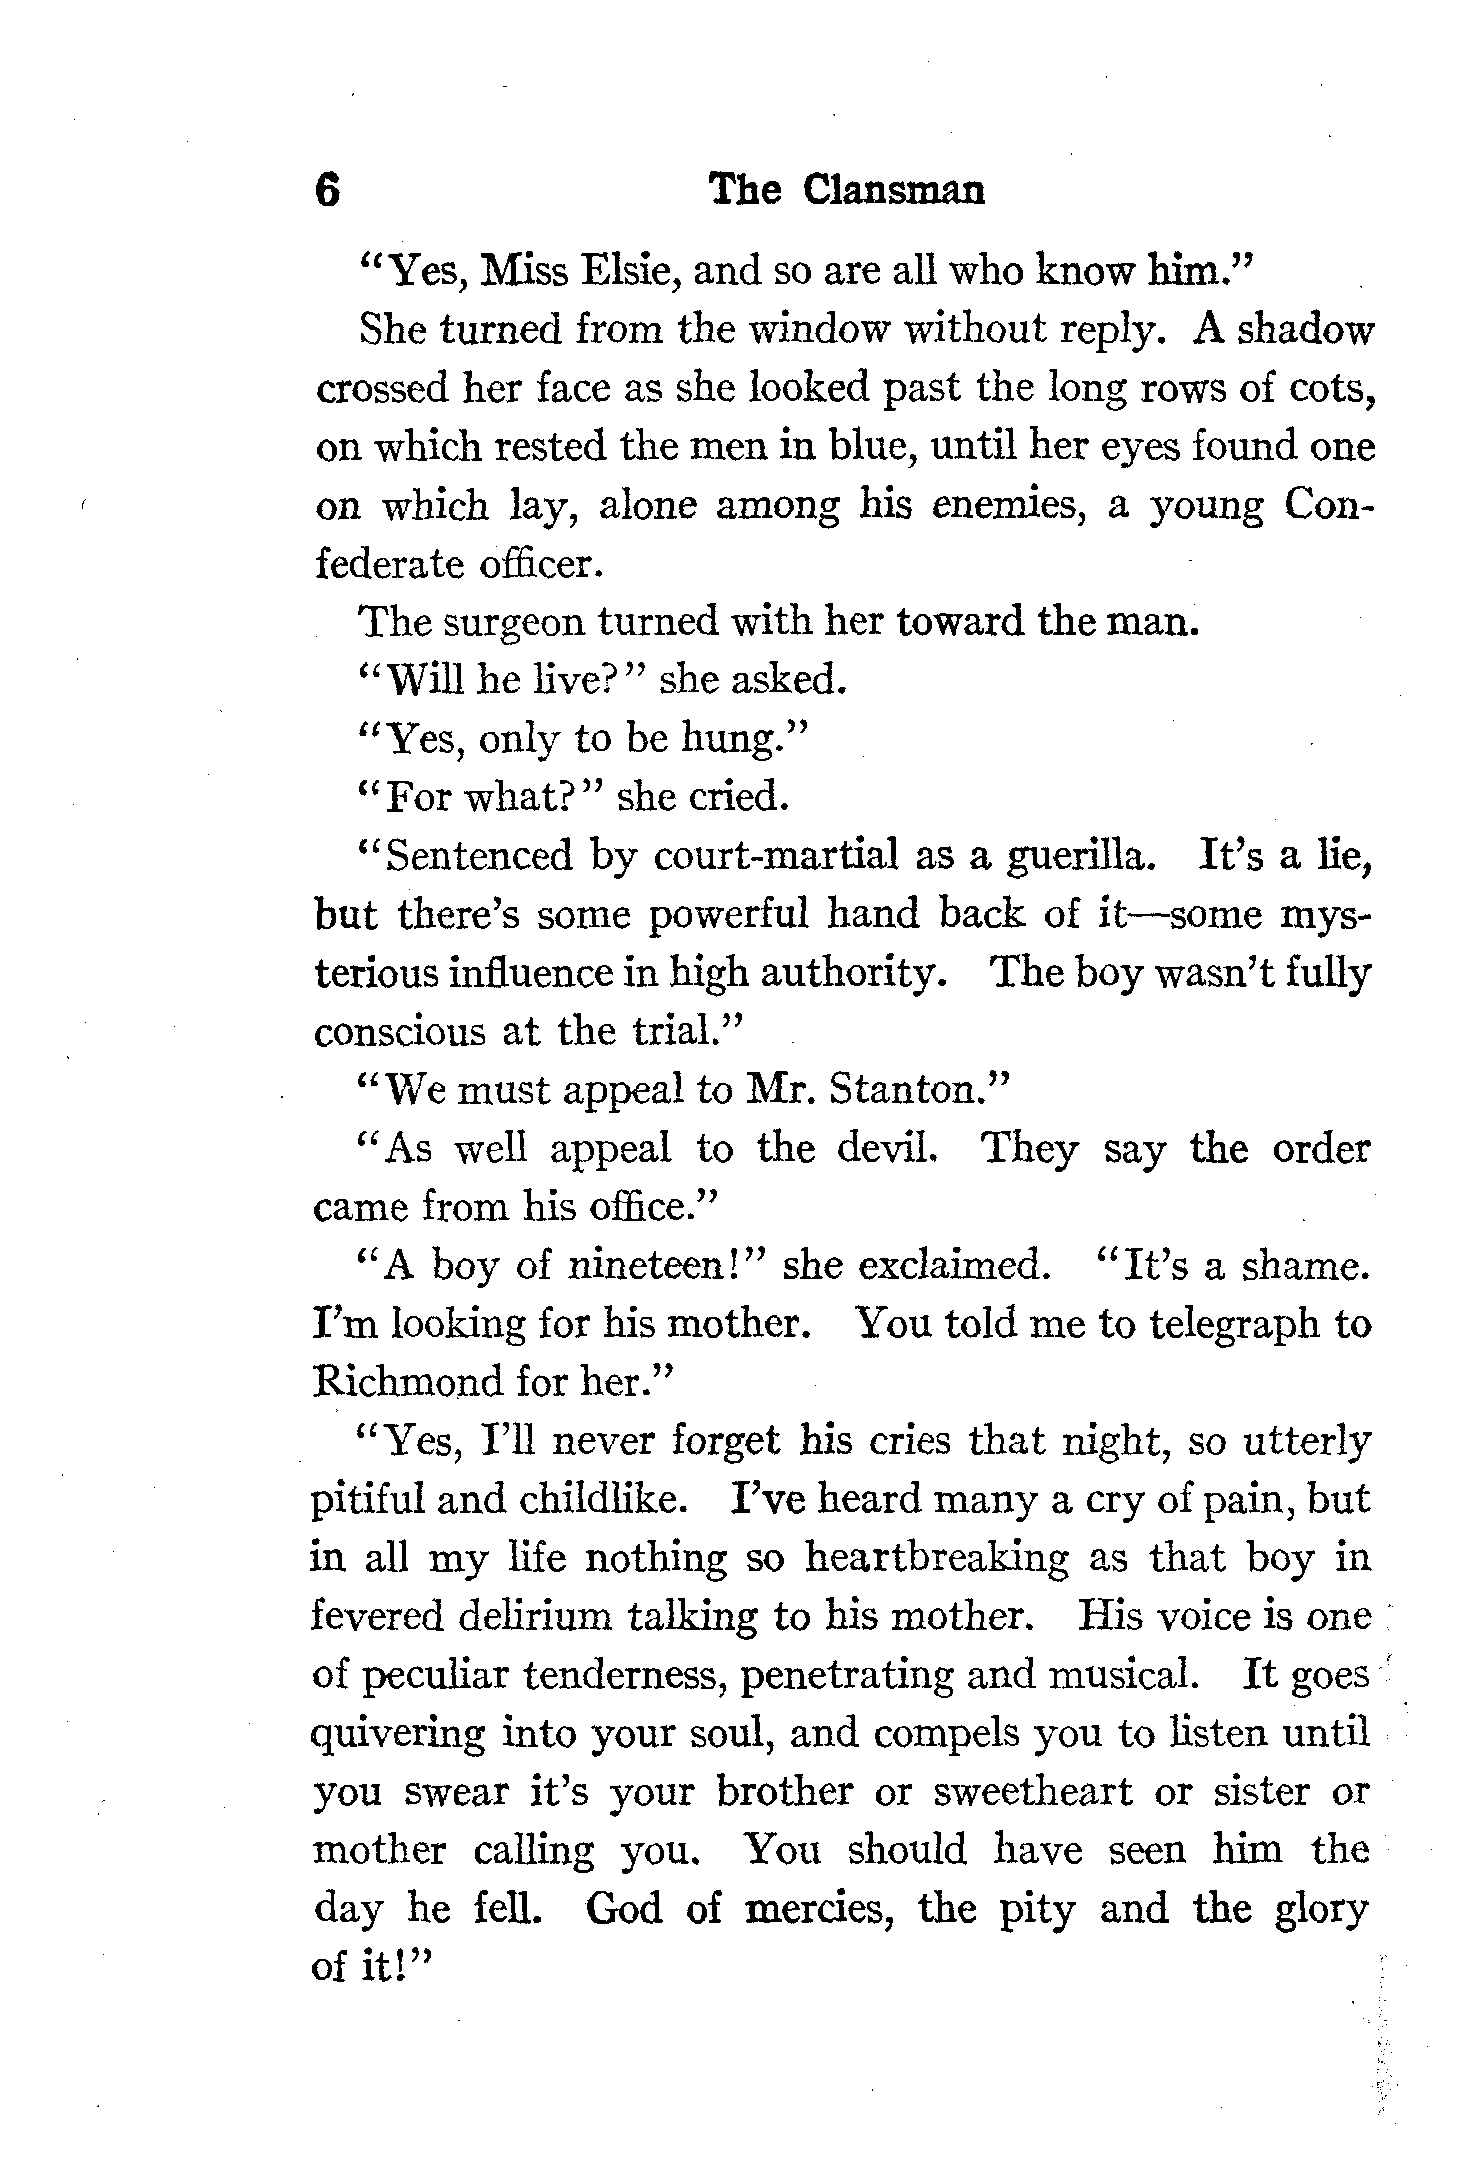 6 The Clansman
“Yes, Miss Elsie, and so are all who know him.”
She turned from the window without reply. A shadow
crossed her face as she looked past the long rows of cots,
on which rested the men in blue, until her eyes found one
on which lay, alone among his enemies, a young Con-
federate officer.
The surgeon turned with her toward the man.
“Will he live?” she asked.
“Yes, only to be hung.”
“For what?” she cried.
“Sentenced by court-martial as a guerilla. It’s a lie,
but there’s some powerful hand back of it—some mys-
terious influence in high authority. The boy wasn’t fully
conscious at the trial.”
“We must appeal to Mr. Stanton.”
“As well appeal to the devil. They say the order
came from his office.”
“A boy of nineteen!” she exclaimed. “It’s a shame.
I’m looking for his mother. You told me to telegraph to
Richmond for her.”
“Yes, I’ll never forget his cries that night, so utterly
pitiful and childlike. I’ve heard many a cry of pain, but
in all my life nothing so heartbreaking as that boy in
fevered delirium talking to his mother. His voice is one
of peculiar tenderness, penetrating and musical. It goes
quivering into your soul, and compels you to listen until
you swear it’s your brother or sweetheart or sister or
mother calling you. You should have seen him the
day he fell. God of mercies, the pity and the glory
of it!”